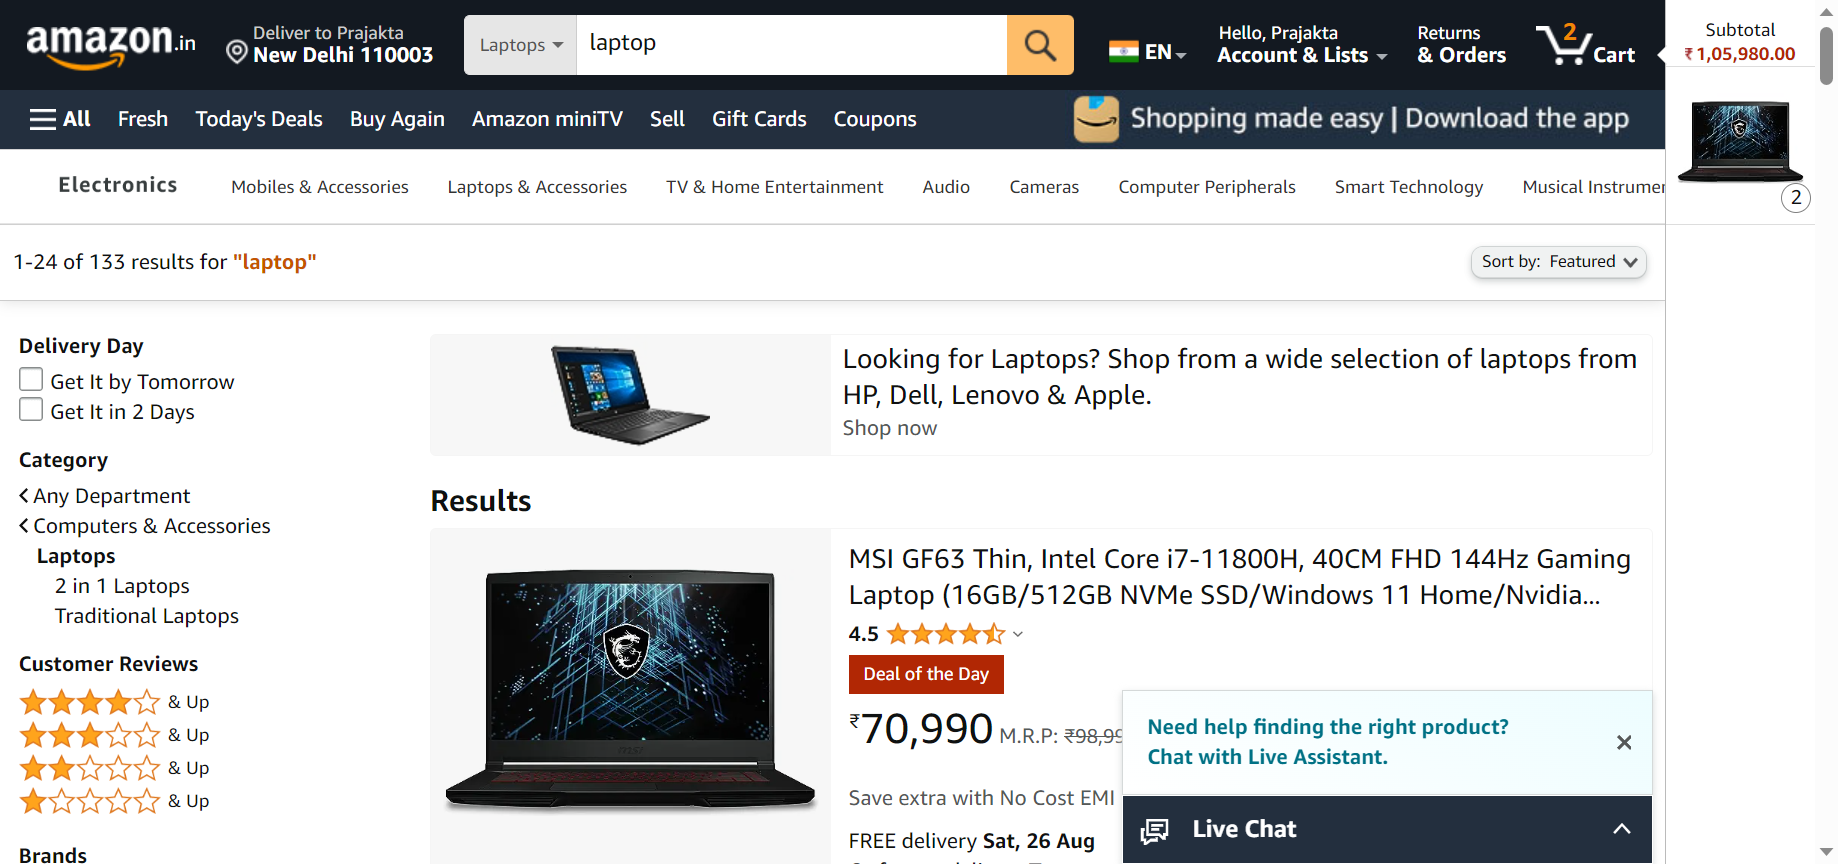 amazon.in
Deliver to Prajakta
New Delhi 110003
Laptops
laptop
EN
Hello, Prajakta
Account & Lists
Returns
& Orders
2
Cart
Subtotal
₹1,05,980.00
All
Fresh
Today's Deals
Buy Again
Amazon miniTV
Sell
Gift Cards
Coupons
Shopping made easy | Download the app
2
Electronics
Mobiles & Accessories
Laptops & Accessories
TV & Home Entertainment
Audio
Cameras
Computer Peripherals
Smart Technology
Musical Instrumen
1-24 of 133 results for "laptop"
Sort by: Featured
Delivery Day
Get It by Tomorrow
Get It in 2 Days
Category
Any Department
Computers & Accessories
Laptops
2 in 1 Laptops
Traditional Laptops
Customer Reviews
& Up
& Up
& Up
& Up
Brands
Looking for Laptops? Shop from a wide selection of laptops from
HP, Dell, Lenovo & Apple.
Shop now
Results
msi
MSI GF63 Thin, Intel Core i7-11800H, 40CM FHD 144Hz Gaming
Laptop (16GB/512GB NVMe SSD/Windows 11 Home/Nvidia...
4.5
Deal of the Day
₹70,990 M.R.P: ₹98,99
Save extra with No Cost EMI
FREE delivery Sat, 26 Aug
Need help finding the right product?
Chat with Live Assistant.
Live Chat